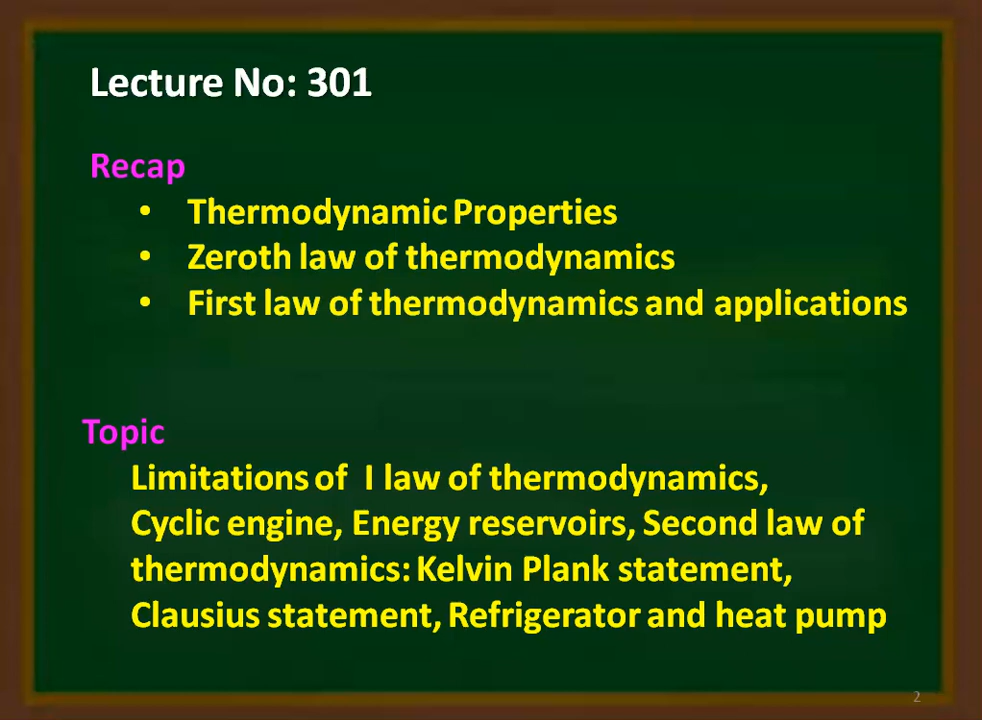 Lecture No: 301
Recap
• Thermodynamic Properties
• Zeroth law of thermodynamics
• First law of thermodynamics and applications
Topic
Limitations of I law of thermodynamics,
Cyclic engine, Energy reservoirs, Second law of
thermodynamics: Kelvin Plank statement,
Clausius statement, Refrigerator and heat pump
2